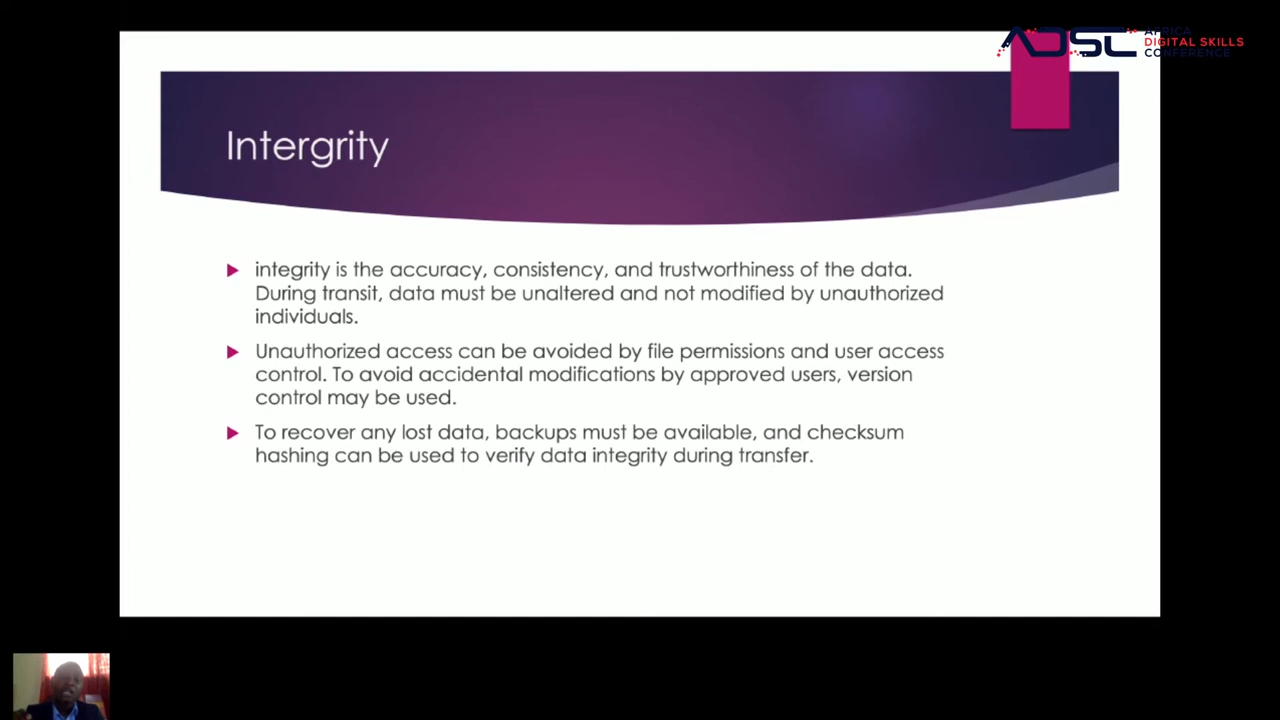 AFRICA
ADSC DIGITAL SKILLS
CONFERENCE
Intergrity
integrity is the accuracy, consistency, and trustworthiness of the data.
During transit, data must be unaltered and not modified by unauthorized
individuals.
Unauthorized access can be avoided by file permissions and user access
control. To avoid accidental modifications by approved users, version
control may be used.
To recover any lost data, backups must be available, and checksum
hashing can be used to verify data integrity during transfer.